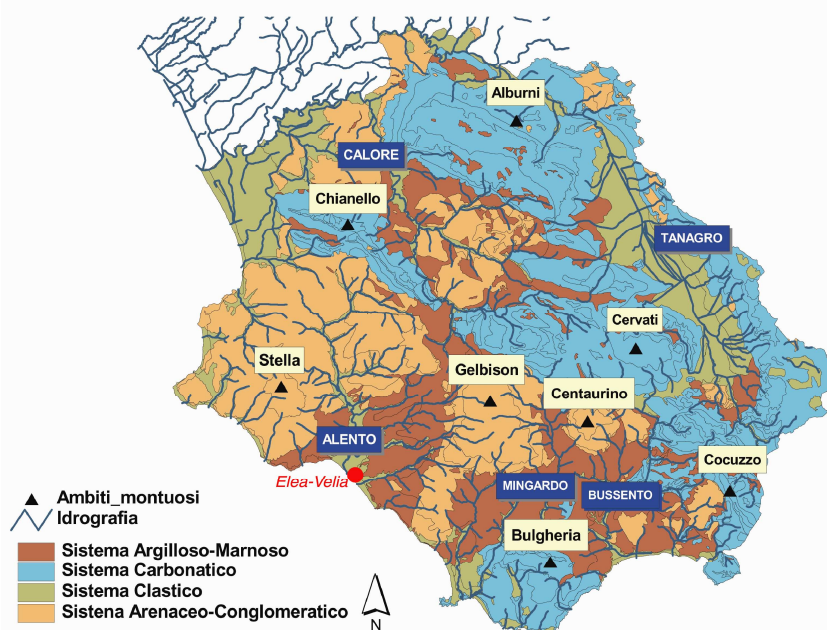 Alburni
CALORE
Chianello
TANAGRO
Cervati
Stella
Gelbison
Centaurino
ALENTO
Cocuzzo
Elea-Velia
MINGARDO
BUSSENTO
Bulgheria
Ambiti_montuosi
Idrografia
Sistema Argilloso-Marnoso
Sistema Carbonatico
Sistema Clastico
Sistena Arenaceo-Conglomeratico
N